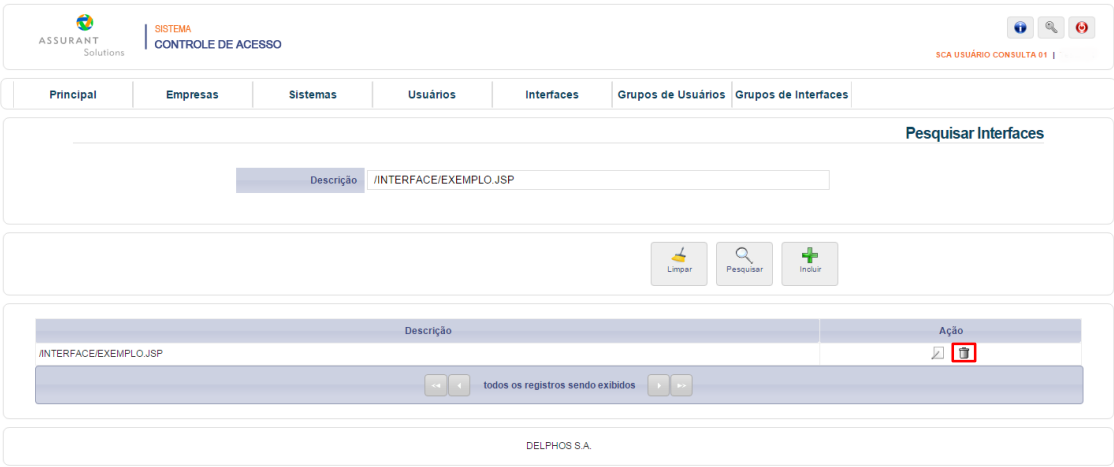 ASSURANT
Solutions
SISTEMA
CONTROLE DE ACESSO
SCA USUÁRIO CONSULTA 01 |
Principal Empresas Sistemas Usuários Interfaces Grupos de Usuários Grupos de Interfaces
Pesquisar Interfaces
Descrição /INTERFACE/EXEMPLO.JSP
Limpar Pesquisar Incluir
Descrição Ação
/INTERFACE/EXEMPLO.JSP
todos os registros sendo exibidos
DELPHOS S.A.